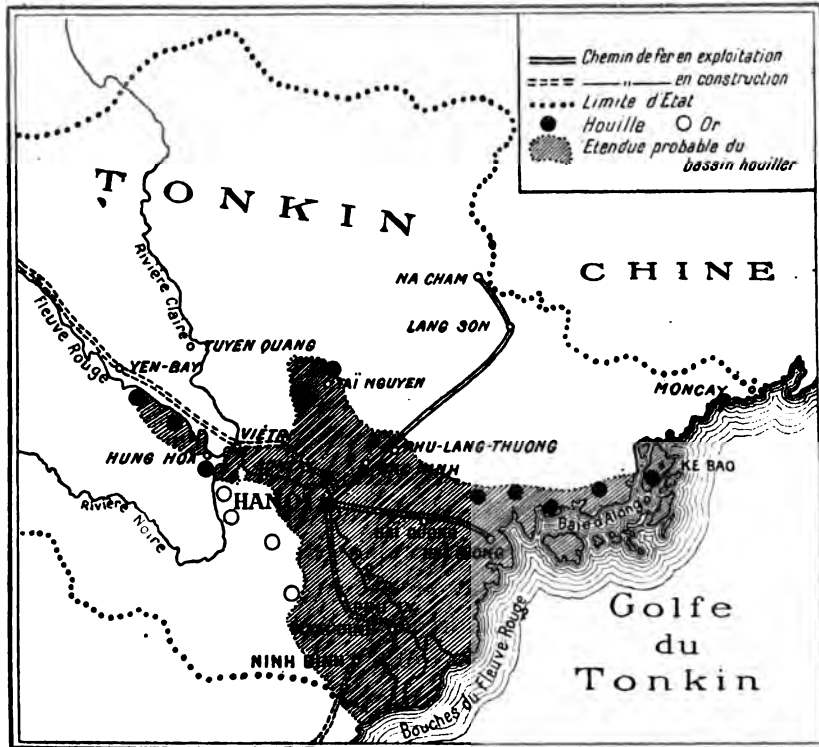 Chemin de fer en exploitation
— „ — en construction
Limite d'Etat
Houille Or
Etendue probable du
bassin houiller
TONKIN
CHINE
Rivière Claire
Fleuve Rouge
NA CHAM
LANG SON
TUYEN QUANG
YEN-BAY
MONCAY
HUNG HOA
KE BAO
Baie d'Along
HANOI
Rivière Noire
HAÏ DUONG
NINH BINH
Bouches du Fleuve Rouge
Golfe
du
Tonkin